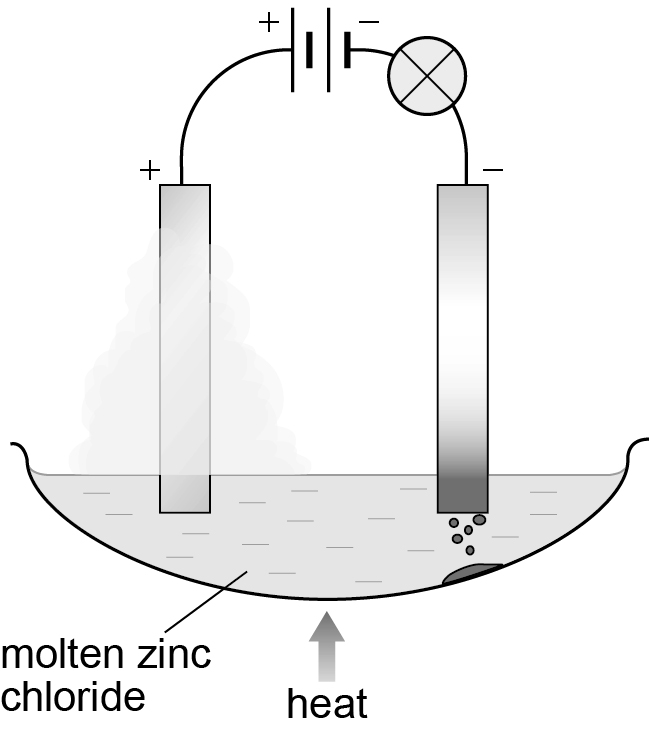 + −
+ −
molten zinc
chloride
heat